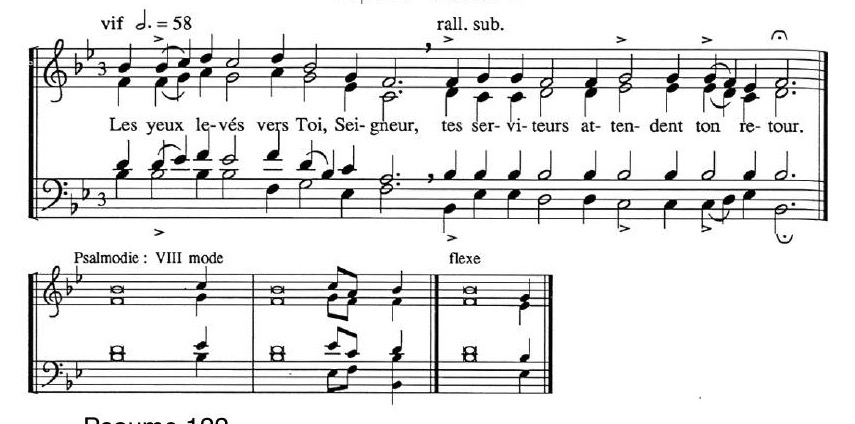 vif 𝅗𝅥. = 58 rall. sub.
Les yeux le-vés vers Toi, Sei-gneur, tes ser-vi-teurs at-ten-dent ton re-tour.
Psalmodie : VIII mode flexe